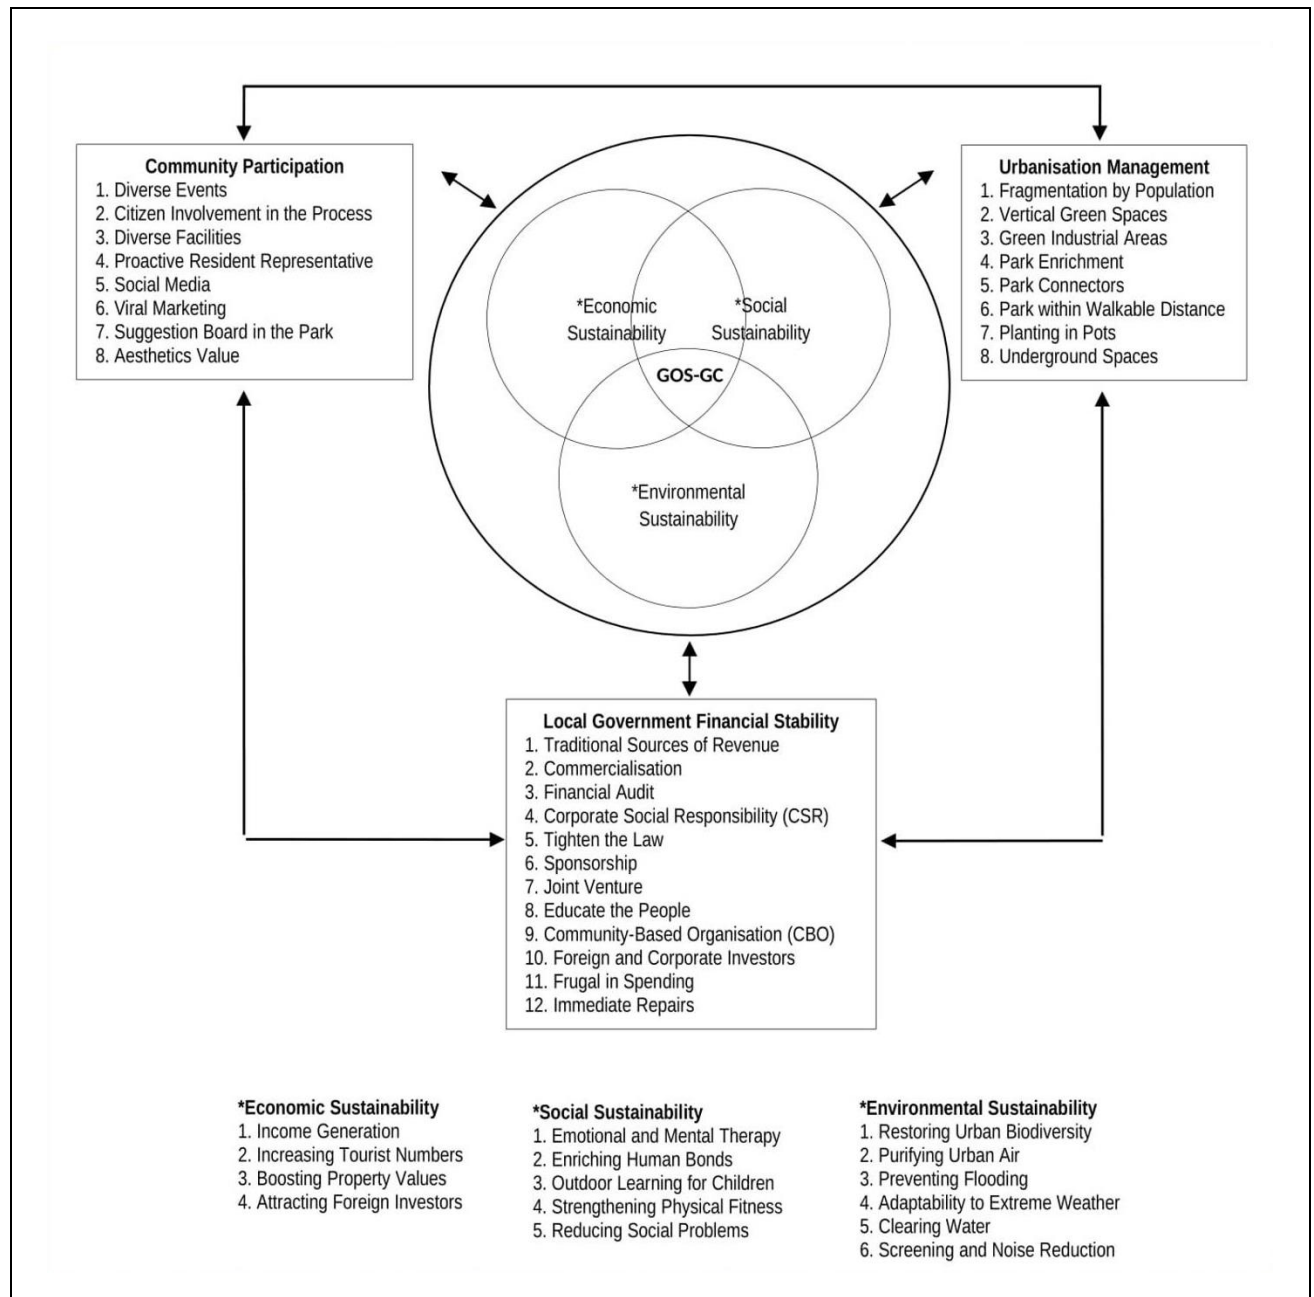 Community Participation
1. Diverse Events
2. Citizen Involvement in the Process
3. Diverse Facilities
4. Proactive Resident Representative
5. Social Media
6. Viral Marketing
7. Suggestion Board in the Park
8. Aesthetics Value
*Economic
Sustainability
*Social
Sustainability
GOS-GC
*Environmental
Sustainability
Urbanisation Management
1. Fragmentation by Population
2. Vertical Green Spaces
3. Green Industrial Areas
4. Park Enrichment
5. Park Connectors
6. Park within Walkable Distance
7. Planting in Pots
8. Underground Spaces
Local Government Financial Stability
1. Traditional Sources of Revenue
2. Commercialisation
3. Financial Audit
4. Corporate Social Responsibility (CSR)
5. Tighten the Law
6. Sponsorship
7. Joint Venture
8. Educate the People
9. Community-Based Organisation (CBO)
10. Foreign and Corporate Investors
11. Frugal in Spending
12. Immediate Repairs
*Economic Sustainability
1. Income Generation
2. Increasing Tourist Numbers
3. Boosting Property Values
4. Attracting Foreign Investors
*Social Sustainability
1. Emotional and Mental Therapy
2. Enriching Human Bonds
3. Outdoor Learning for Children
4. Strengthening Physical Fitness
5. Reducing Social Problems
*Environmental Sustainability
1. Restoring Urban Biodiversity
2. Purifying Urban Air
3. Preventing Flooding
4. Adaptability to Extreme Weather
5. Clearing Water
6. Screening and Noise Reduction